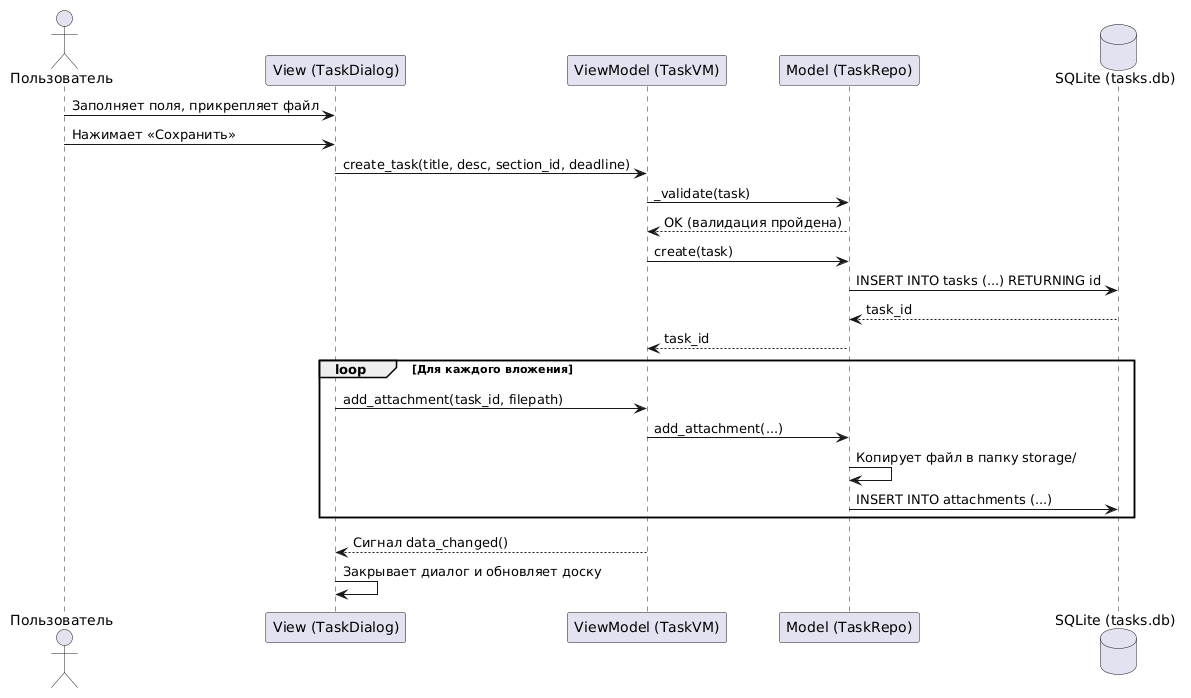 Пользователь
View (TaskDialog)
ViewModel (TaskVM)
Model (TaskRepo)
SQLite (tasks.db)
Заполняет поля, прикрепляет файл
Нажимает «Сохранить»
create_task(title, desc, section_id, deadline)
_validate(task)
OK (валидация пройдена)
create(task)
INSERT INTO tasks (...) RETURNING id
task_id
task_id
loop
[Для каждого вложения]
add_attachment(task_id, filepath)
add_attachment(...)
Копирует файл в папку storage/
INSERT INTO attachments (...)
Сигнал data_changed()
Закрывает диалог и обновляет доску
Пользователь
View (TaskDialog)
ViewModel (TaskVM)
Model (TaskRepo)
SQLite (tasks.db)